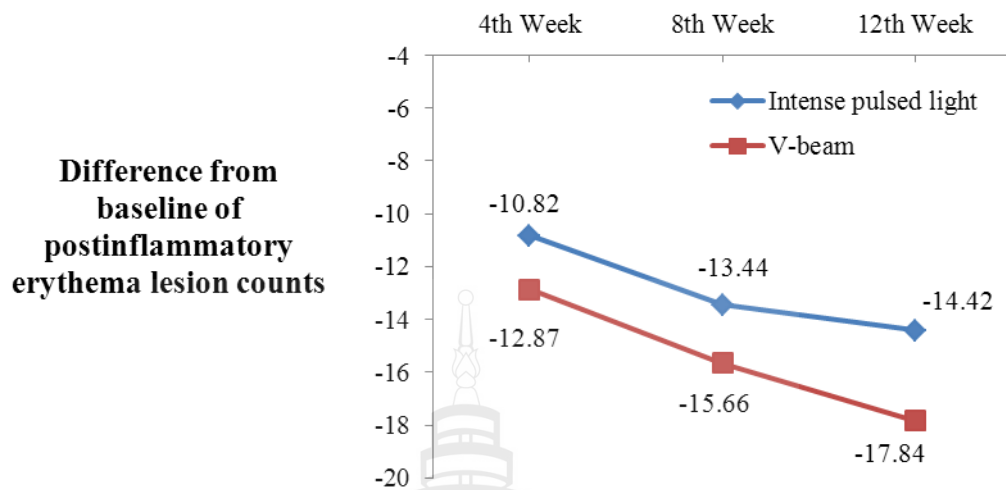 4th Week 8th Week 12th Week
-4
-6
-8
-10
-12
-14
-16
-18
-20
Intense pulsed light
V-beam
Difference from
baseline of
postinflammatory
erythema lesion counts
-10.82
-13.44
-14.42
-12.87
-15.66
-17.84